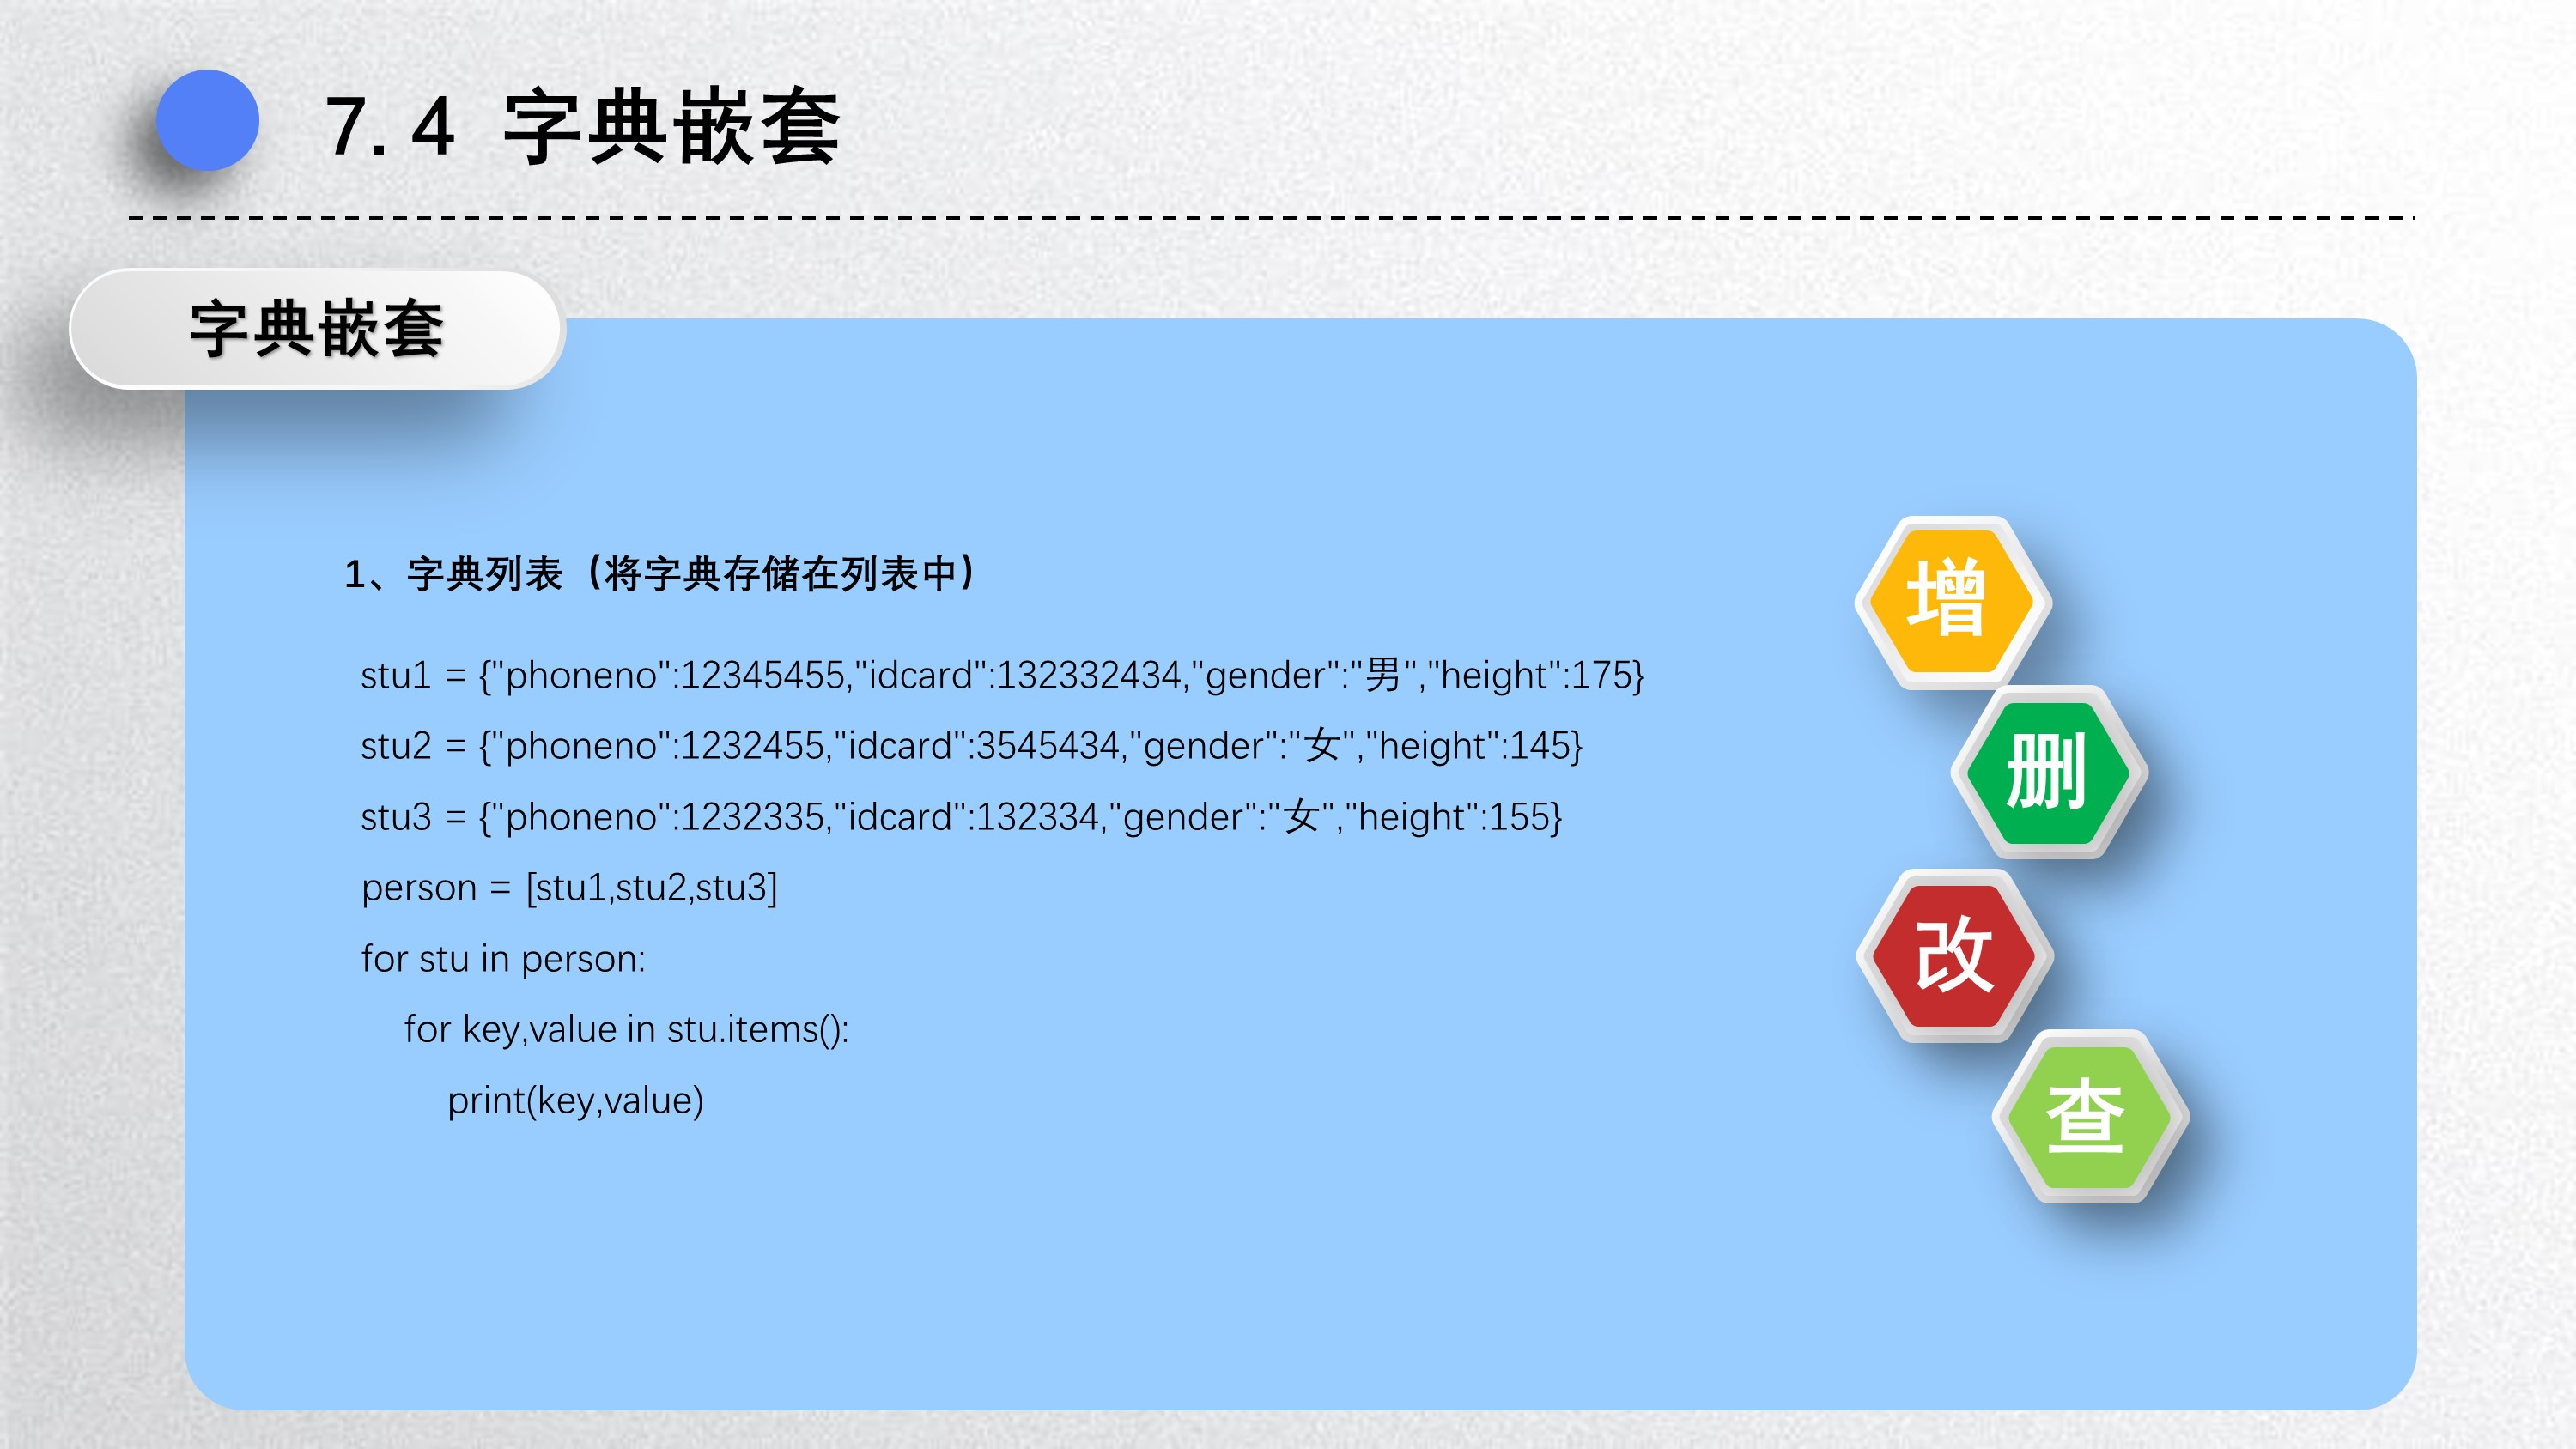 7.4 字典嵌套
字典嵌套
1、字典列表（将字典存储在列表中）
stu1 = {"phoneno":12345455,"idcard":132332434,"gender":"男","height":175}
stu2 = {"phoneno":1232455,"idcard":3545434,"gender":"女","height":145}
stu3 = {"phoneno":1232335,"idcard":132334,"gender":"女","height":155}
person = [stu1,stu2,stu3]
for stu in person:
    for key,value in stu.items():
        print(key,value)
增
删
改
查